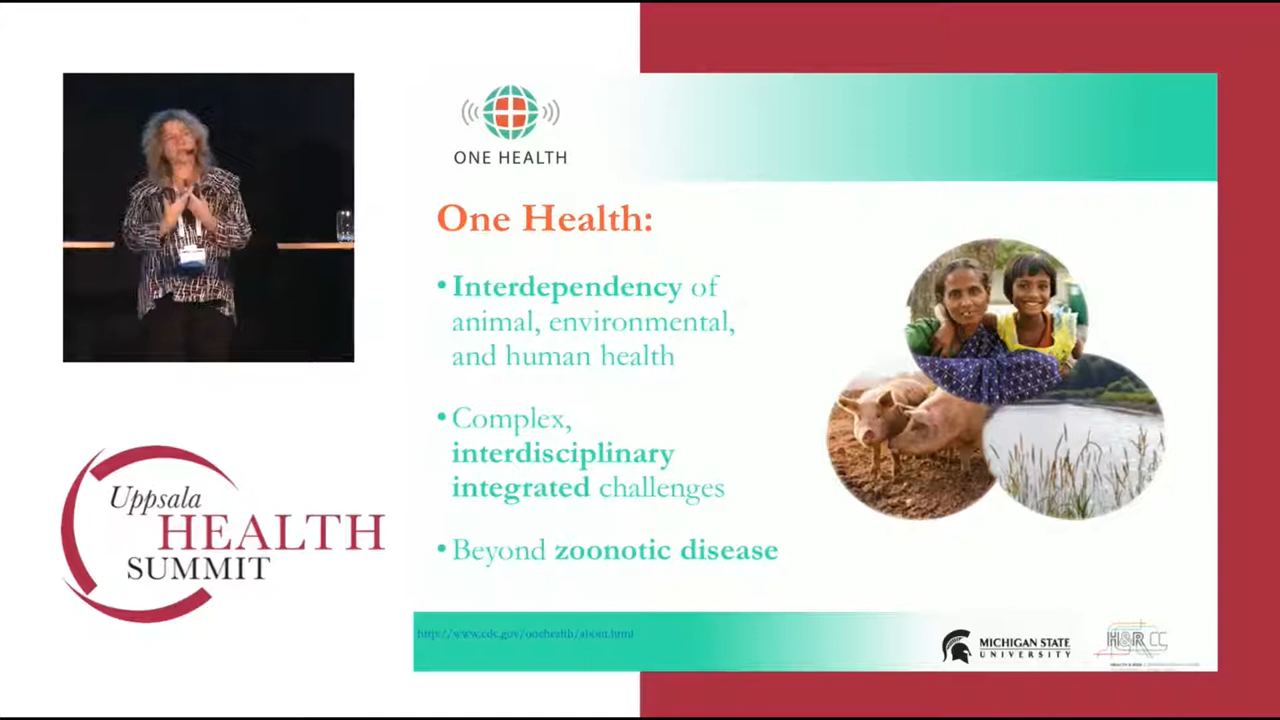 ONE HEALTH
One Health:
• Interdependency of
animal, environmental,
and human health
• Complex,
interdisciplinary
integrated challenges
• Beyond zoonotic disease
Uppsala
HEALTH
SUMMIT
http://www.cdc.gov/onehealth/about.html
MICHIGAN STATE
UNIVERSITY
H&R CC